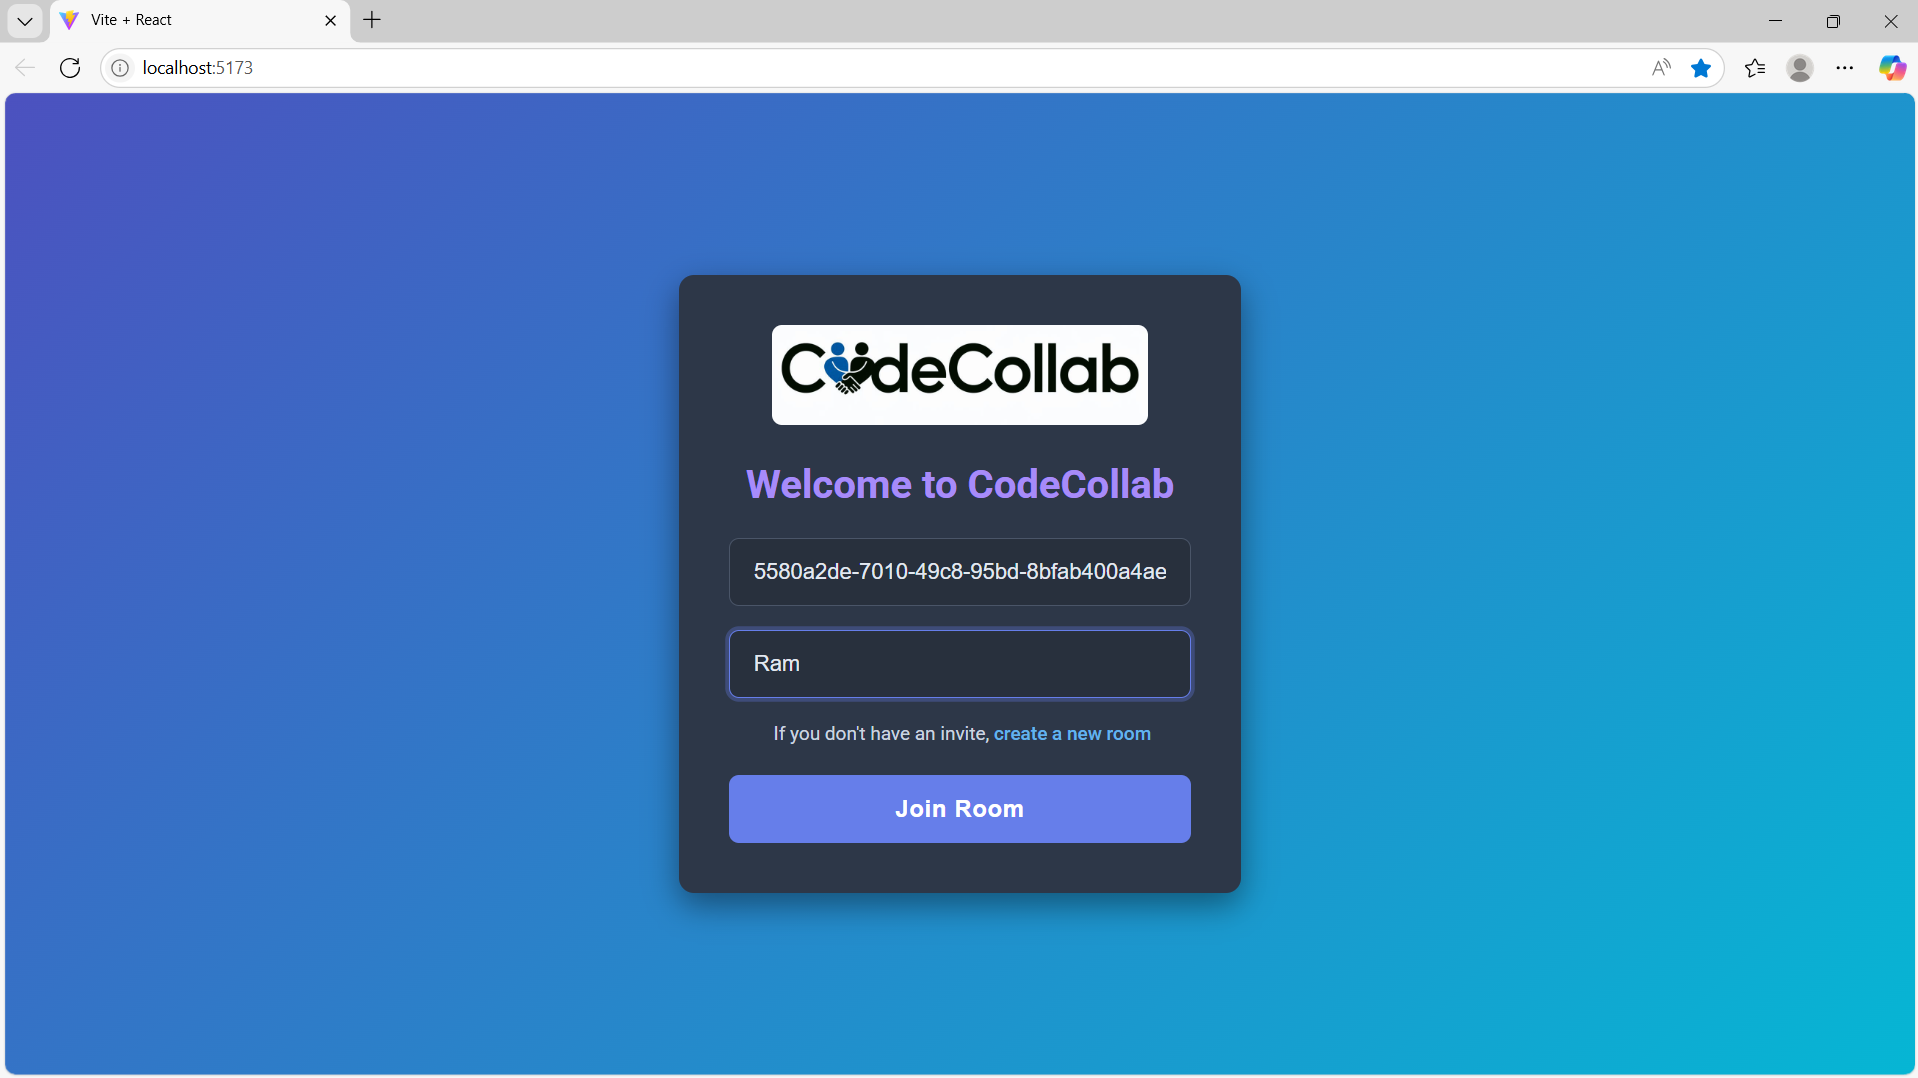 Vite + React
localhost:5173
CodeCollab
Welcome to CodeCollab
5580a2de-7010-49c8-95bd-8bfab400a4ae
Ram
If you don't have an invite, create a new room
Join Room